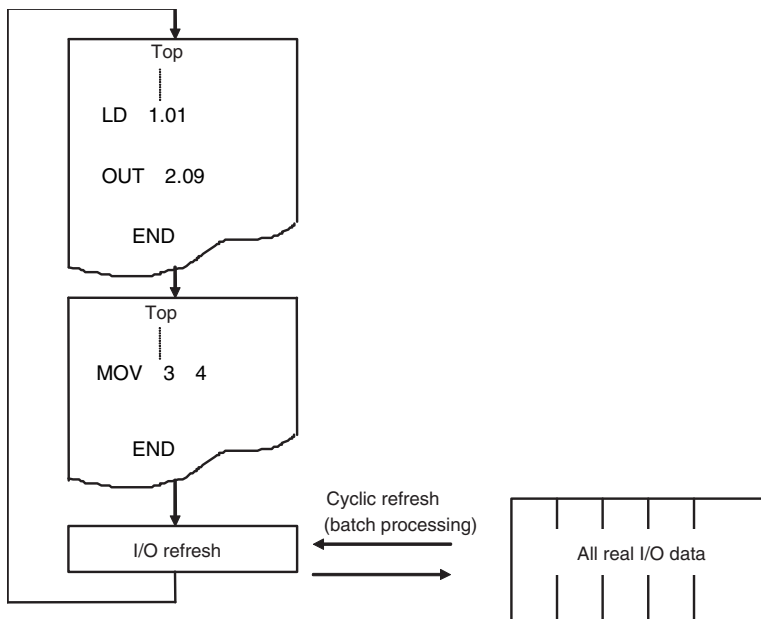 Top
LD 1.01
OUT 2.09
END
Top
MOV 3 4
END
Cyclic refresh
(batch processing)
I/O refresh
All real I/O data